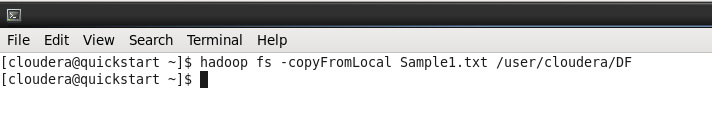 File Edit View Search Terminal Help
[cloudera@quickstart ~]$ hadoop fs -copyFromLocal Sample1.txt /user/cloudera/DF
[cloudera@quickstart ~]$